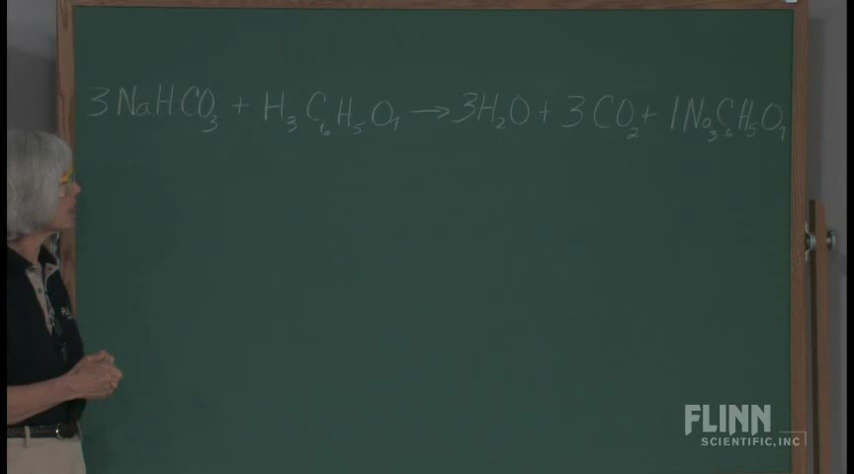 3NaHCO₃ + H₃C₆H₅O₇ → 3H₂O + 3CO₂ + 1Na₃C₆H₅O₇
FLINN
SCIENTIFIC, INC